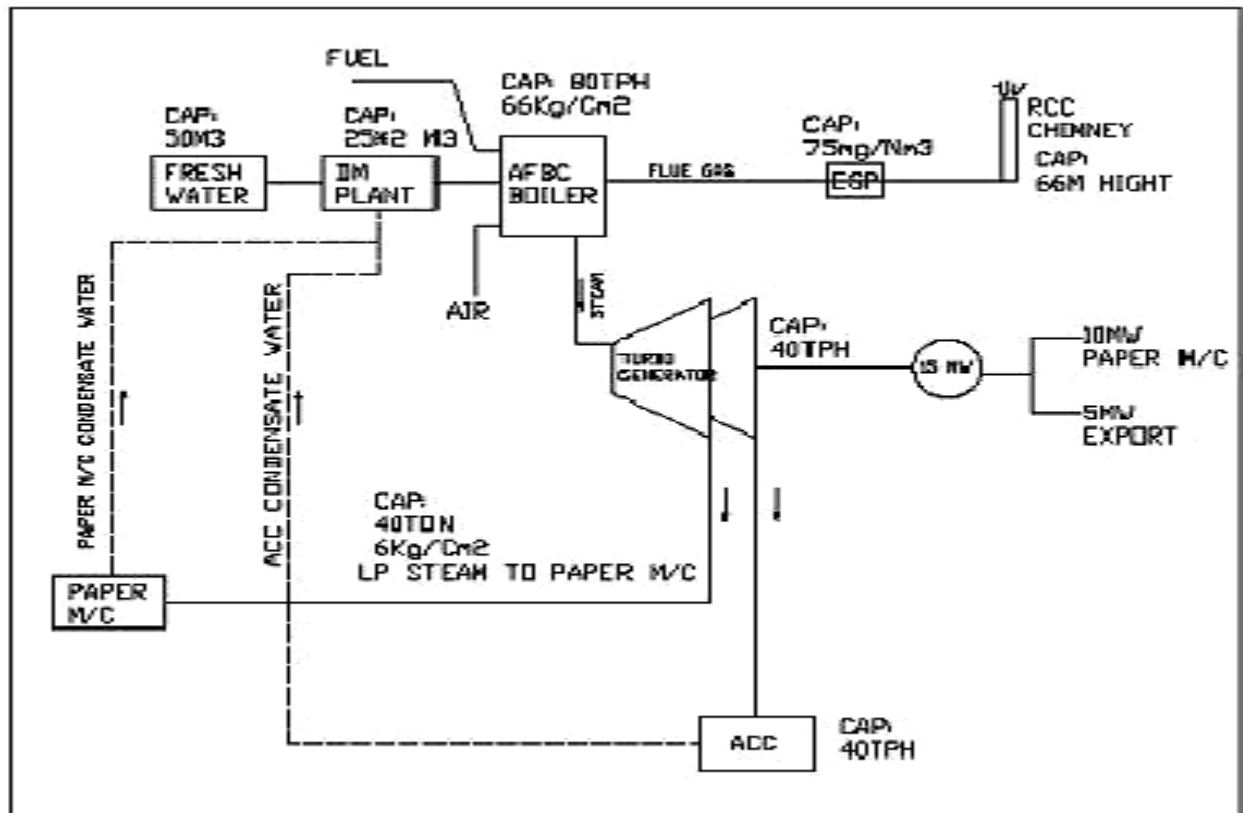 FUEL
CAP: 80TPH
66Kg/Cm2
CAP:
50M3
CAP:
25*2 M3
CAP:
75mg/Nm3
RCC
CHIMNEY
CAP:
66M HIGHT
FRESH
WATER
DM
PLANT
AFBC
BOILER
FLUE GAS
ESP
AIR
STEAM
TURBO
GENERATOR
CAP:
40TPH
15 MW
10MW
PAPER M/C
5MW
EXPORT
PAPER M/C CONDENSATE WATER
ACC CONDENSATE WATER
CAP:
40TON
6Kg/Cm2
LP STEAM TO PAPER M/C
PAPER
M/C
ACC
CAP:
40TPH